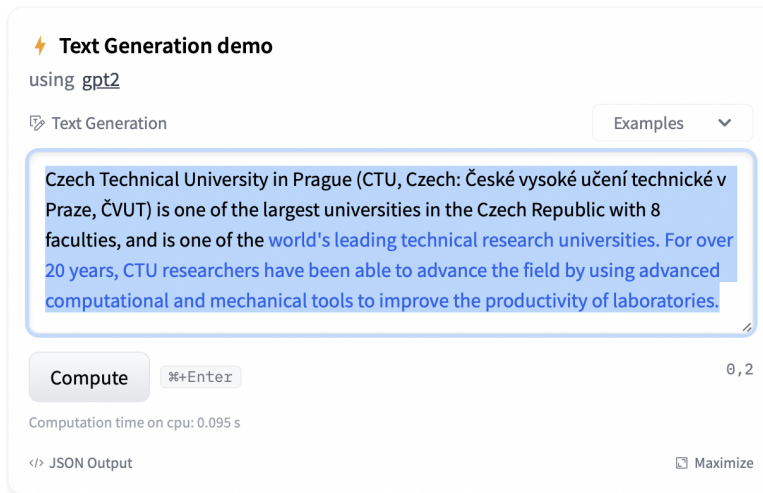 Text Generation demo
using gpt2
Text Generation
Examples
Czech Technical University in Prague (CTU, Czech: České vysoké učení technické v
Praze, ČVUT) is one of the largest universities in the Czech Republic with 8
faculties, and is one of the world's leading technical research universities. For over
20 years, CTU researchers have been able to advance the field by using advanced
computational and mechanical tools to improve the productivity of laboratories.
Compute
⌘+Enter
0,2
Computation time on cpu: 0.095 s
</> JSON Output
Maximize